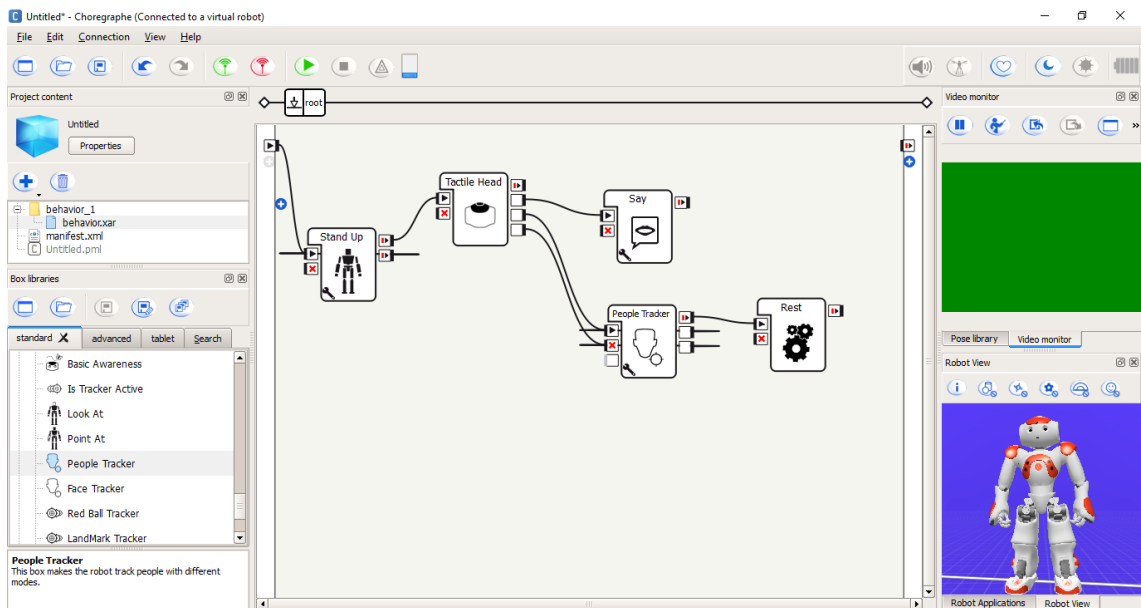 Untitled* - Choregraphe (Connected to a virtual robot)
File Edit Connection View Help
Project content
Untitled
Properties
behavior_1
behavior.xar
manifest.xml
Untitled.pml
Box libraries
standard advanced tablet Search
Basic Awareness
Is Tracker Active
Look At
Point At
People Tracker
Face Tracker
Red Ball Tracker
LandMark Tracker
People Tracker
This box makes the robot track people with different
modes.
root
Stand Up
Tactile Head
Say
People Tracker
Rest
Video monitor
»
Pose library Video monitor
Robot View
Robot Applications Robot View